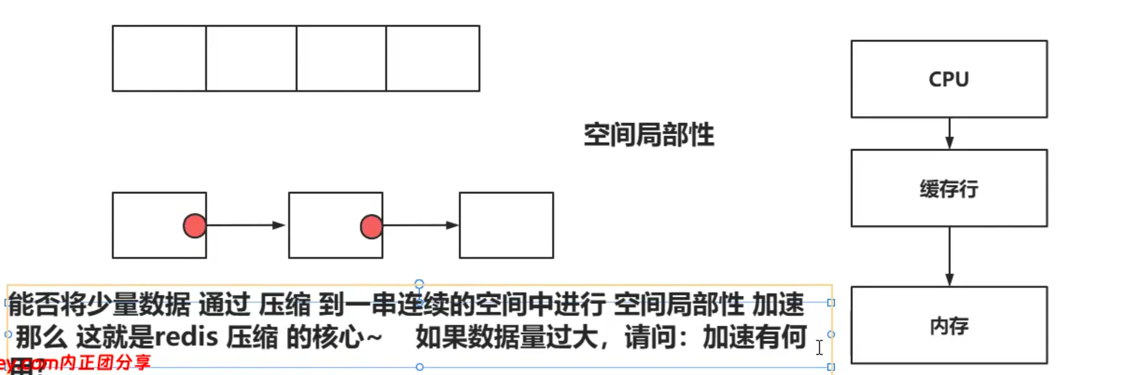 空间局部性
CPU
缓存行
内存
能否将少量数据 通过 压缩 到一串连续的空间中进行 空间局部性 加速
那么 这就是redis 压缩 的核心~ 如果数据量过大，请问：加速有何
用?
ey.com内正团分享